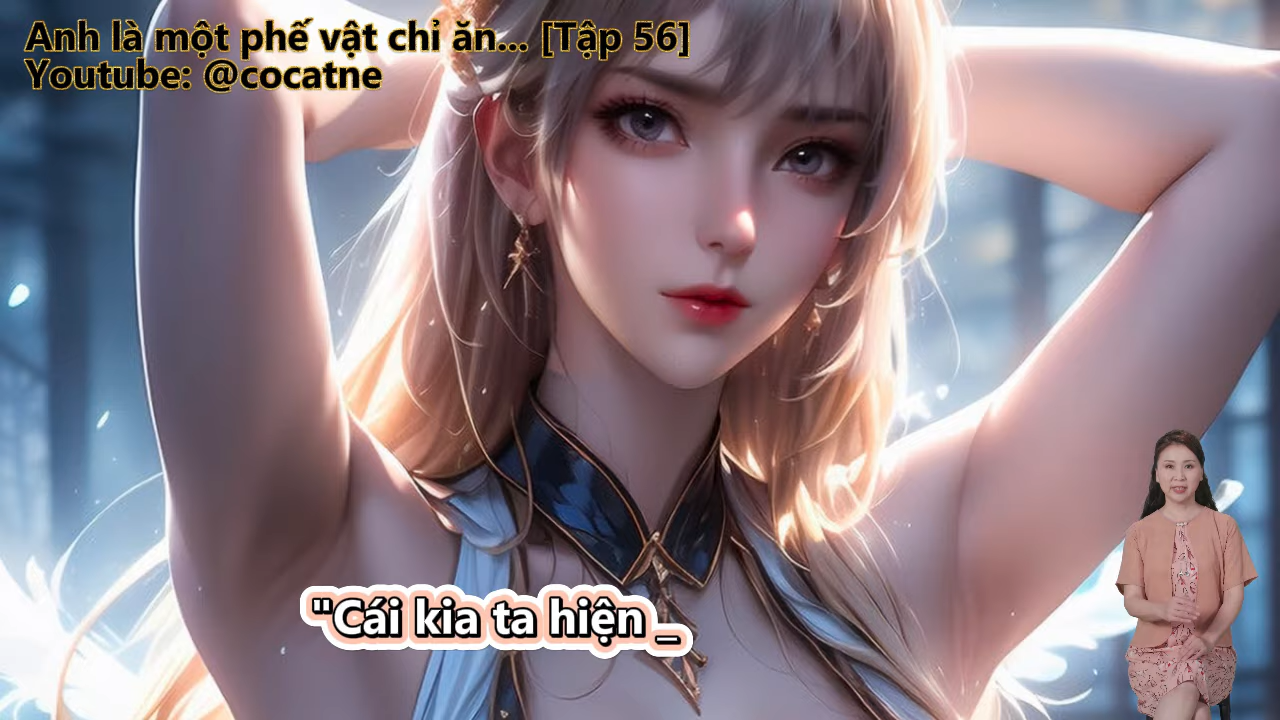 Anh là một phế vật chỉ ăn... [Tập 56]
Youtube: @cocatne
"Cái kia ta hiện _